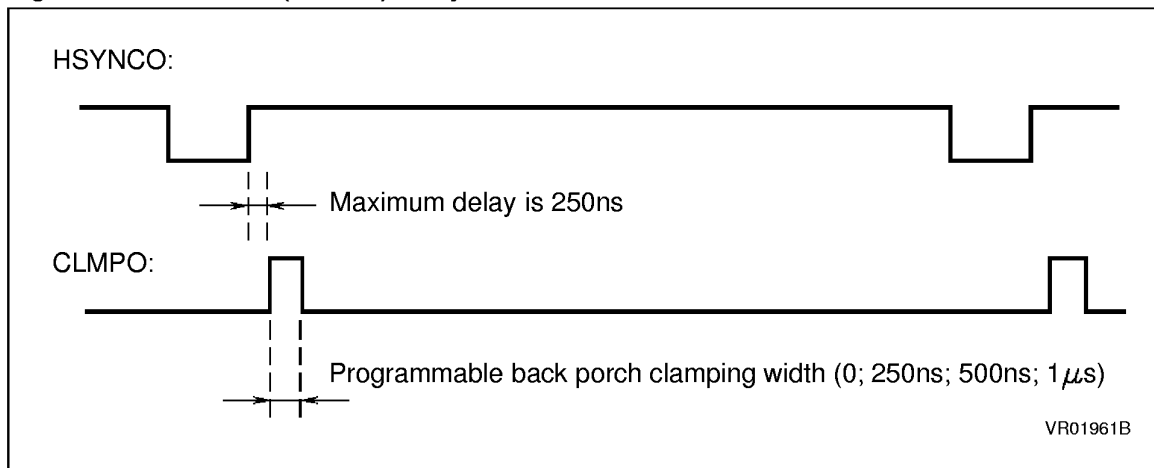 HSYNCO:
Maximum delay is 250ns
CLMPO:
Programmable back porch clamping width (0; 250ns; 500ns; 1μs)
VR01961B